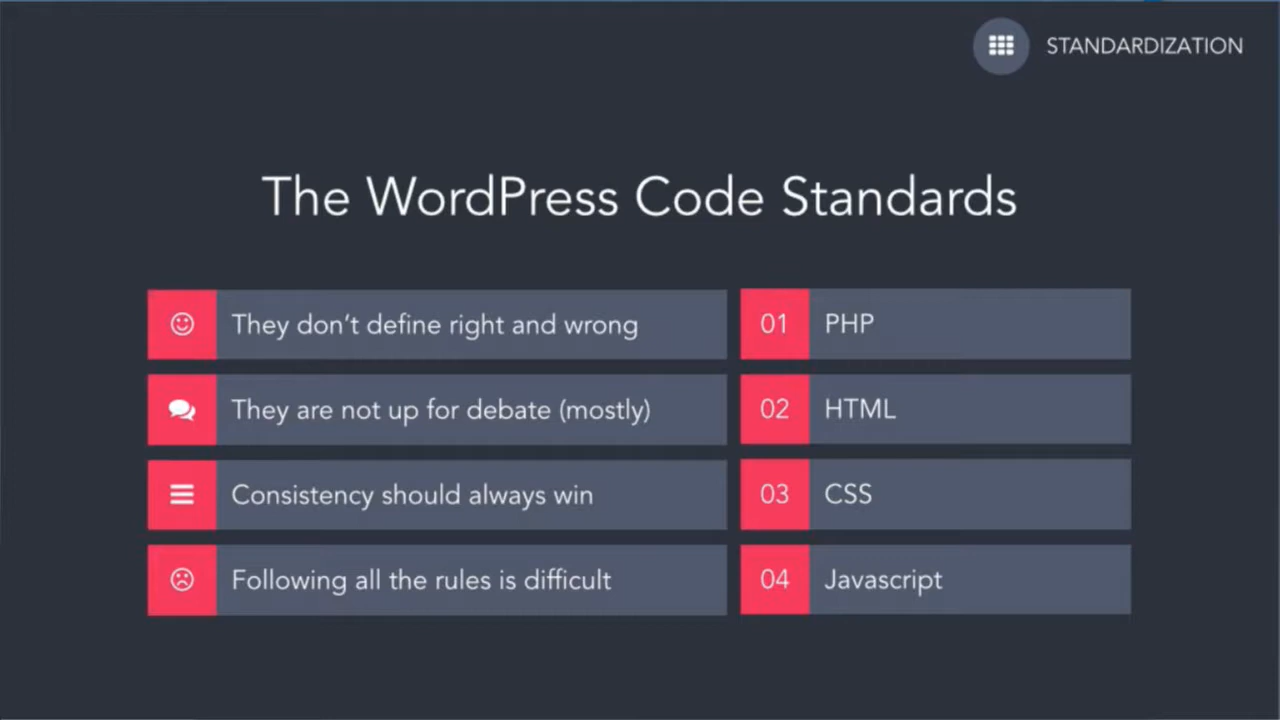 STANDARDIZATION
The WordPress Code Standards
They don't define right and wrong
They are not up for debate (mostly)
Consistency should always win
Following all the rules is difficult
01 PHP
02 HTML
03 CSS
04 Javascript